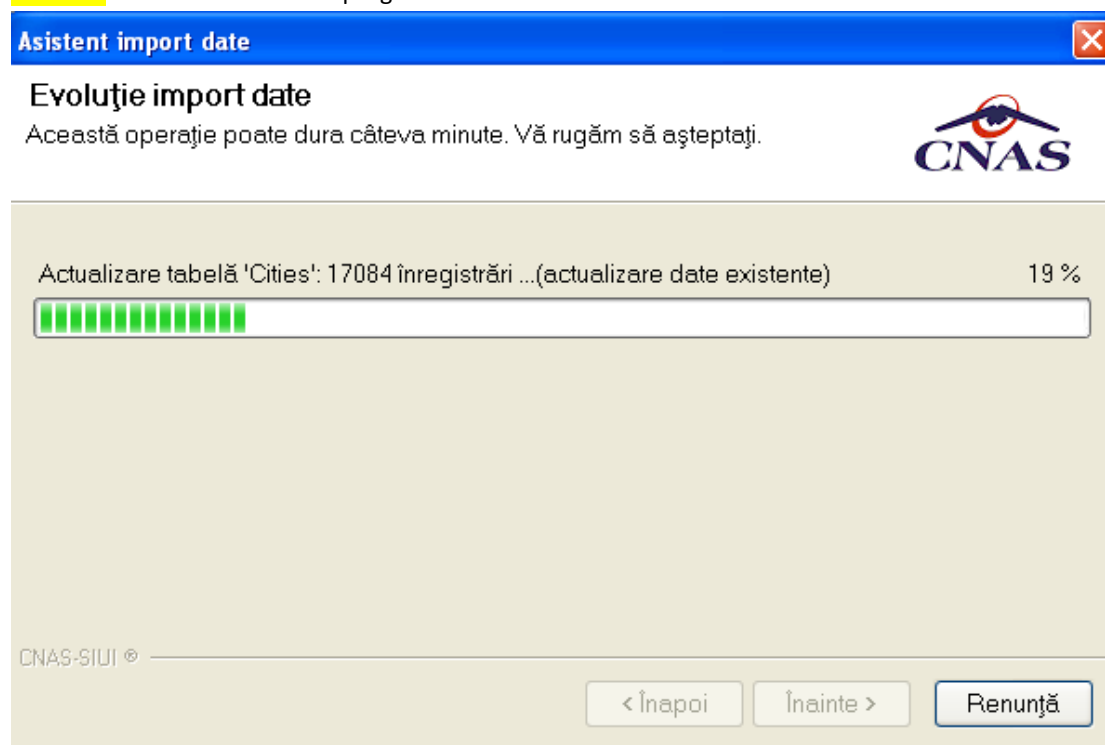 Asistent import date
Evoluţie import date
Această operaţie poate dura câteva minute. Vă rugăm să aşteptaţi.
CNAS
Actualizare tabelă 'Cities': 17084 înregistrări ...(actualizare date existente) 19 %
CNAS-SIUI ®
< Înapoi Înainte > Renunţă